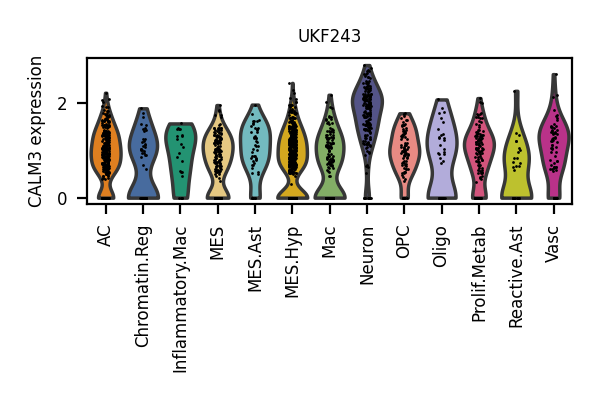 UKF243
CALM3 expression
2
0
AC
Chromatin.Reg
Inflammatory.Mac
MES
MES.Ast
MES.Hyp
Mac
Neuron
OPC
Oligo
Prolif.Metab
Reactive.Ast
Vasc